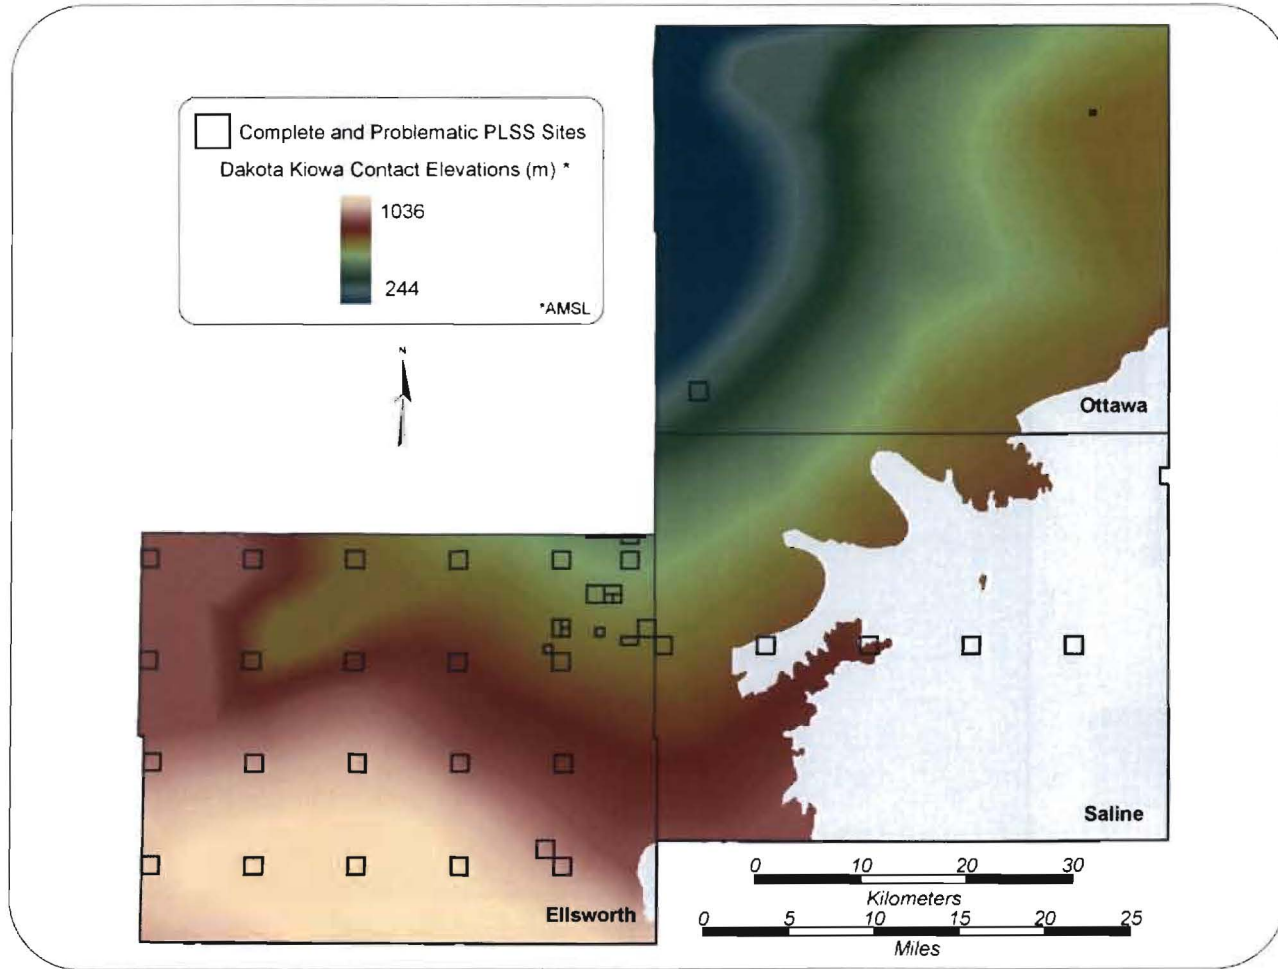 Complete and Problematic PLSS Sites
Dakota Kiowa Contact Elevations (m) *
1036
244
*AMSL
N
Ottawa
Saline
Ellsworth
0 10 20 30
Kilometers
0 5 10 15 20 25
Miles